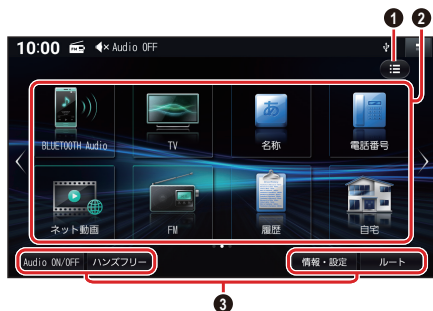 1 2
10:00 Audio OFF
あ
BLUETOOTH Audio TV 名称 電話番号
ネット動画 FM 履歴 自宅
Audio ON/OFF ハンズフリー 情報・設定 ルート
3